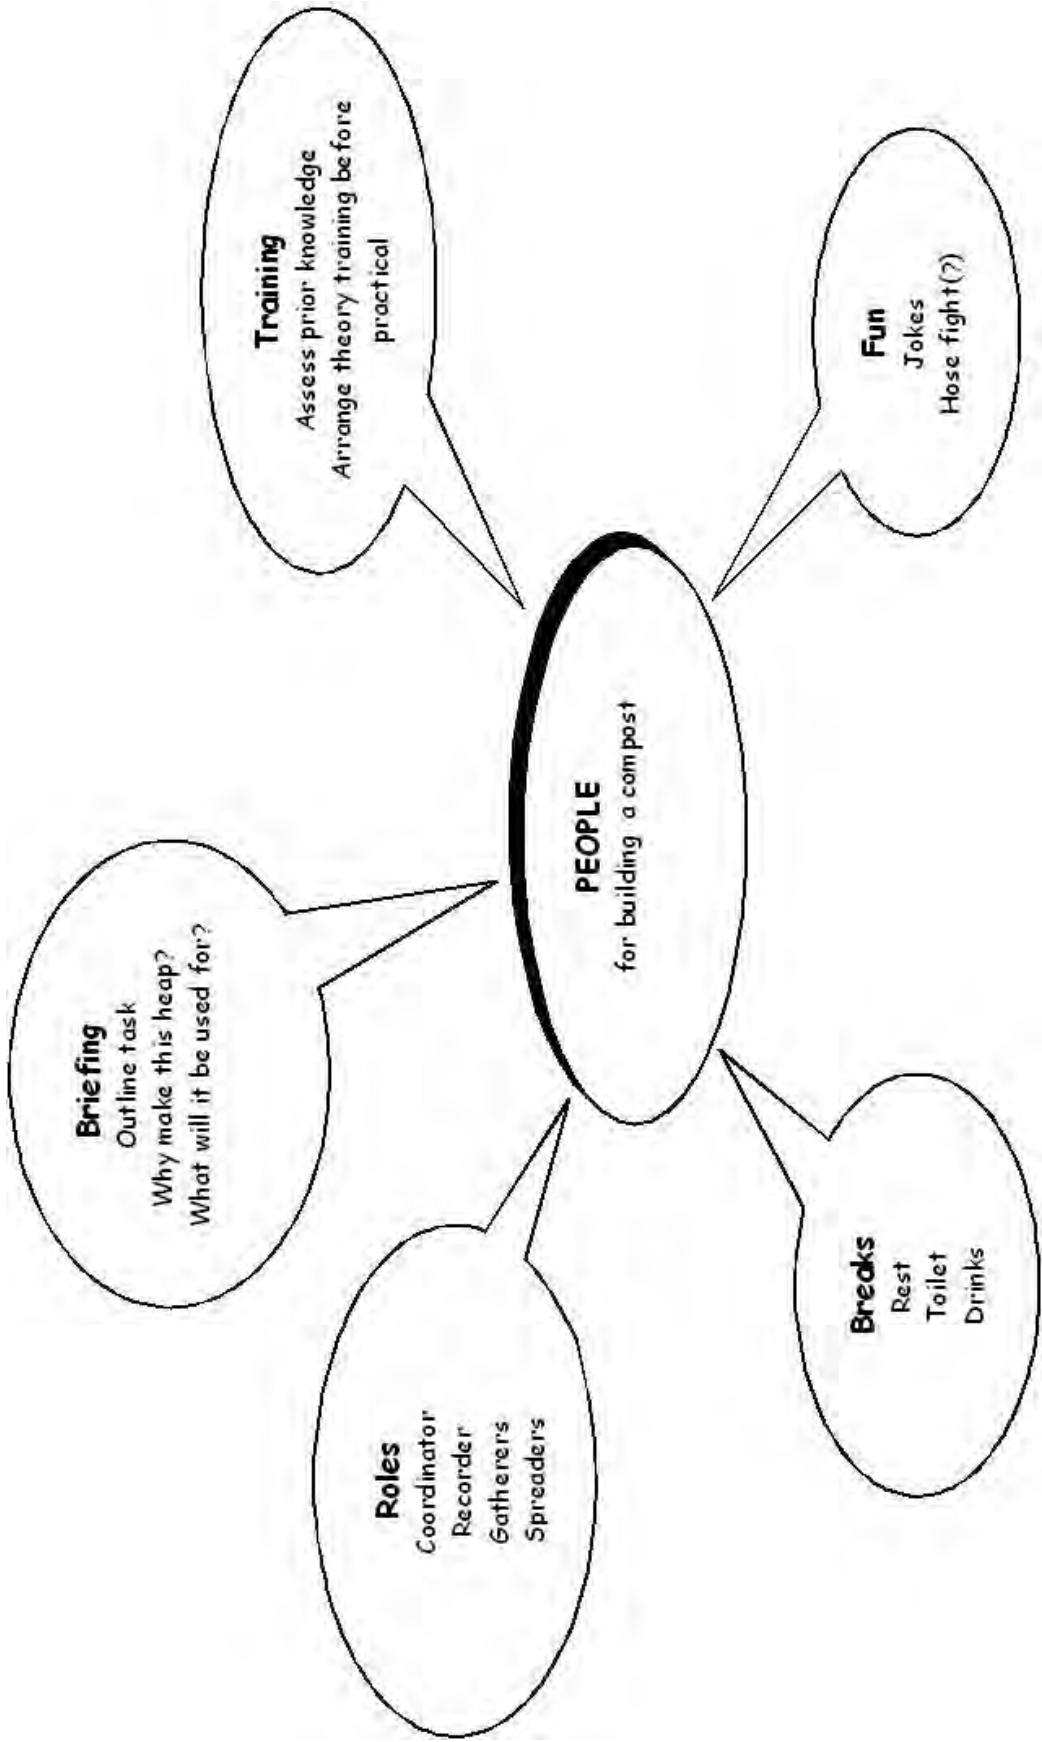 Briefing
Outline task
Why make this heap?
What will it be used for?
Training
Assess prior knowledge
Arrange theory training before
practical
Roles
Coordinator
Recorder
Gatherers
Spreaders
PEOPLE
for building a compost
Breaks
Rest
Toilet
Drinks
Fun
Jokes
Hose fight(?)